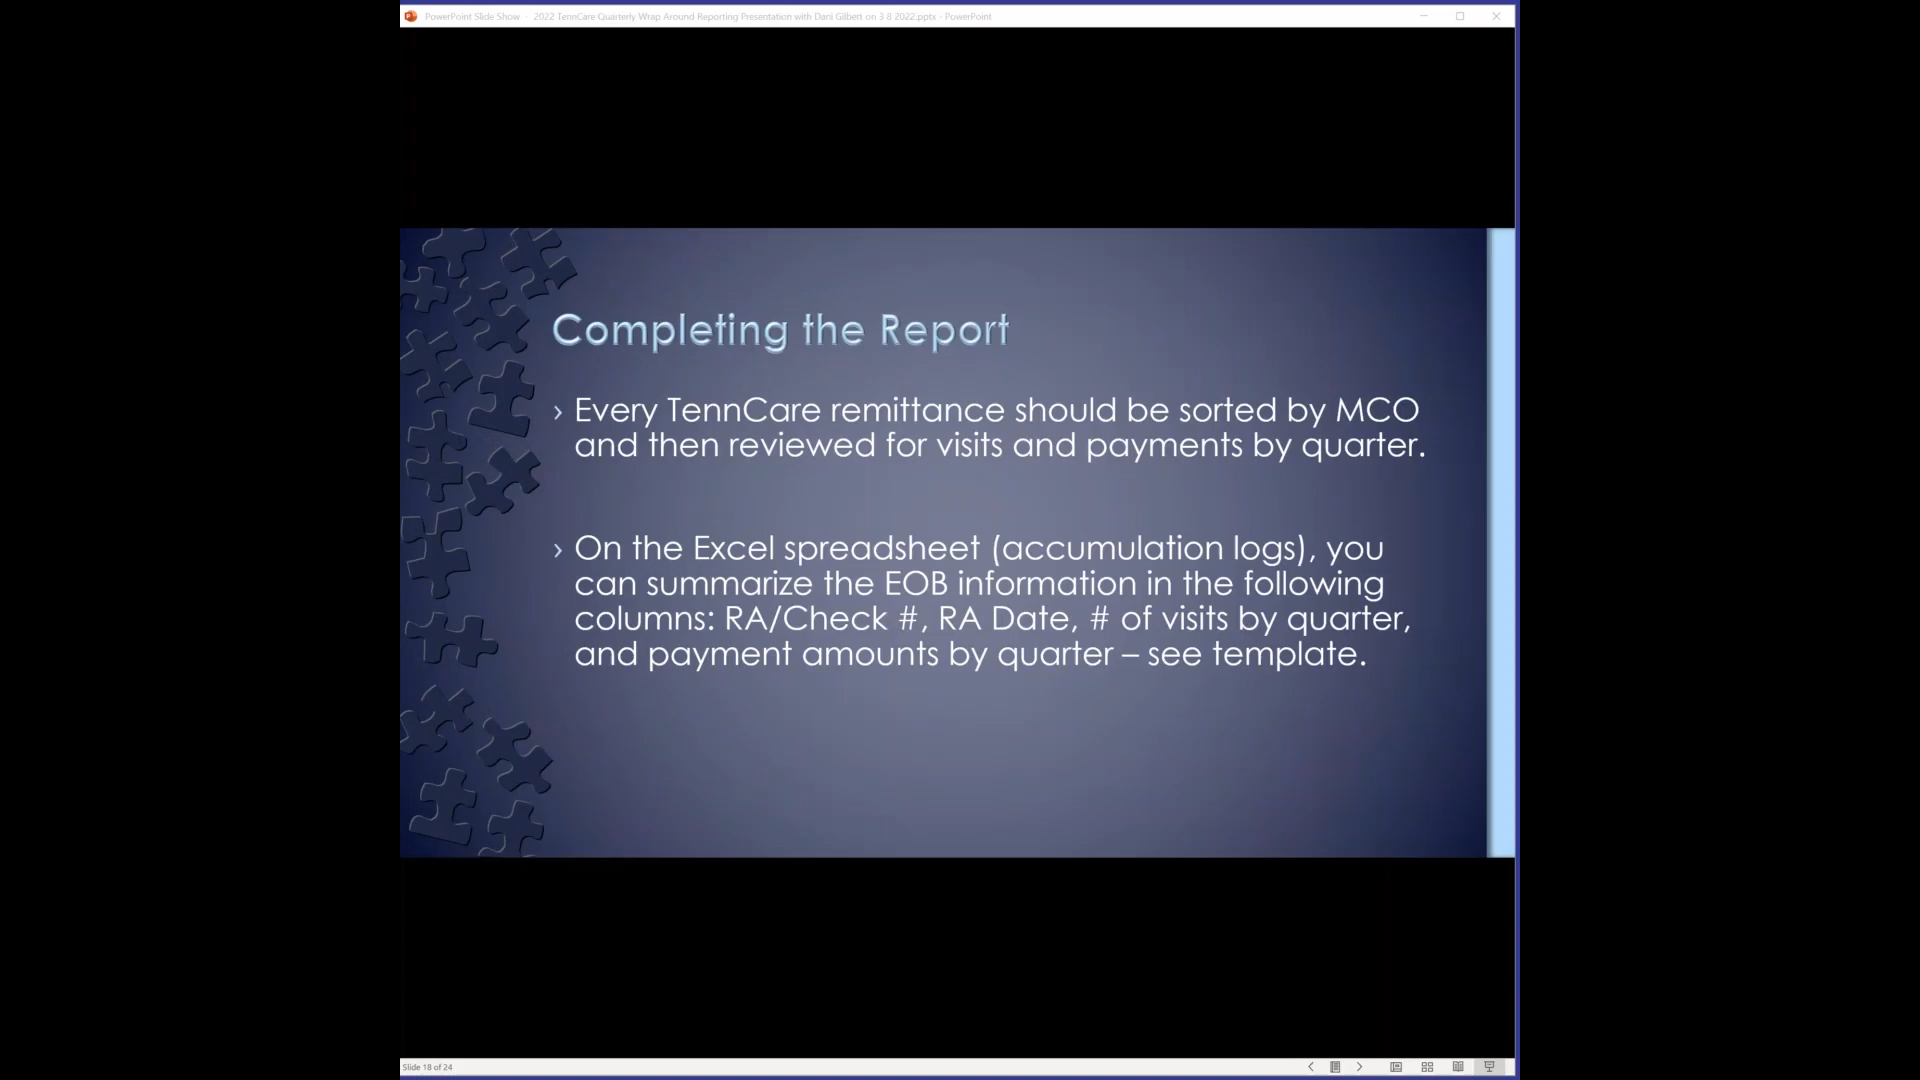 PowerPoint Slide Show - 2022 TennCare Quarterly Wrap Around Reporting Presentation with Dani Gilbert on 3 8 2022.pptx - PowerPoint
Completing the Report
› Every TennCare remittance should be sorted by MCO
and then reviewed for visits and payments by quarter.
› On the Excel spreadsheet (accumulation logs), you
can summarize the EOB information in the following
columns: RA/Check #, RA Date, # of visits by quarter,
and payment amounts by quarter – see template.
Slide 18 of 24